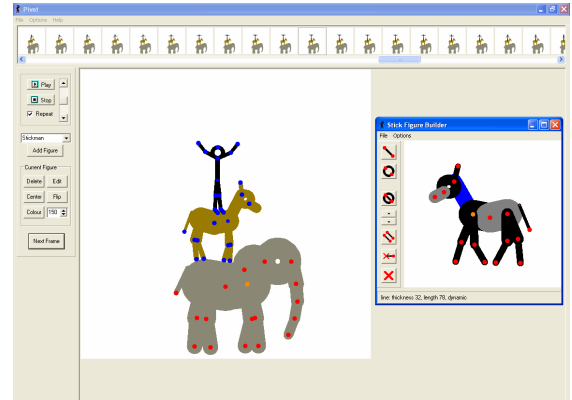 Pivot
File Options Help
Play
Stop
Repeat
Stickman
Add Figure
Current Figure
Delete Edit
Center Flip
Colour 150
Next Frame
Stick Figure Builder
File Options
line: thickness 32, length 78, dynamic